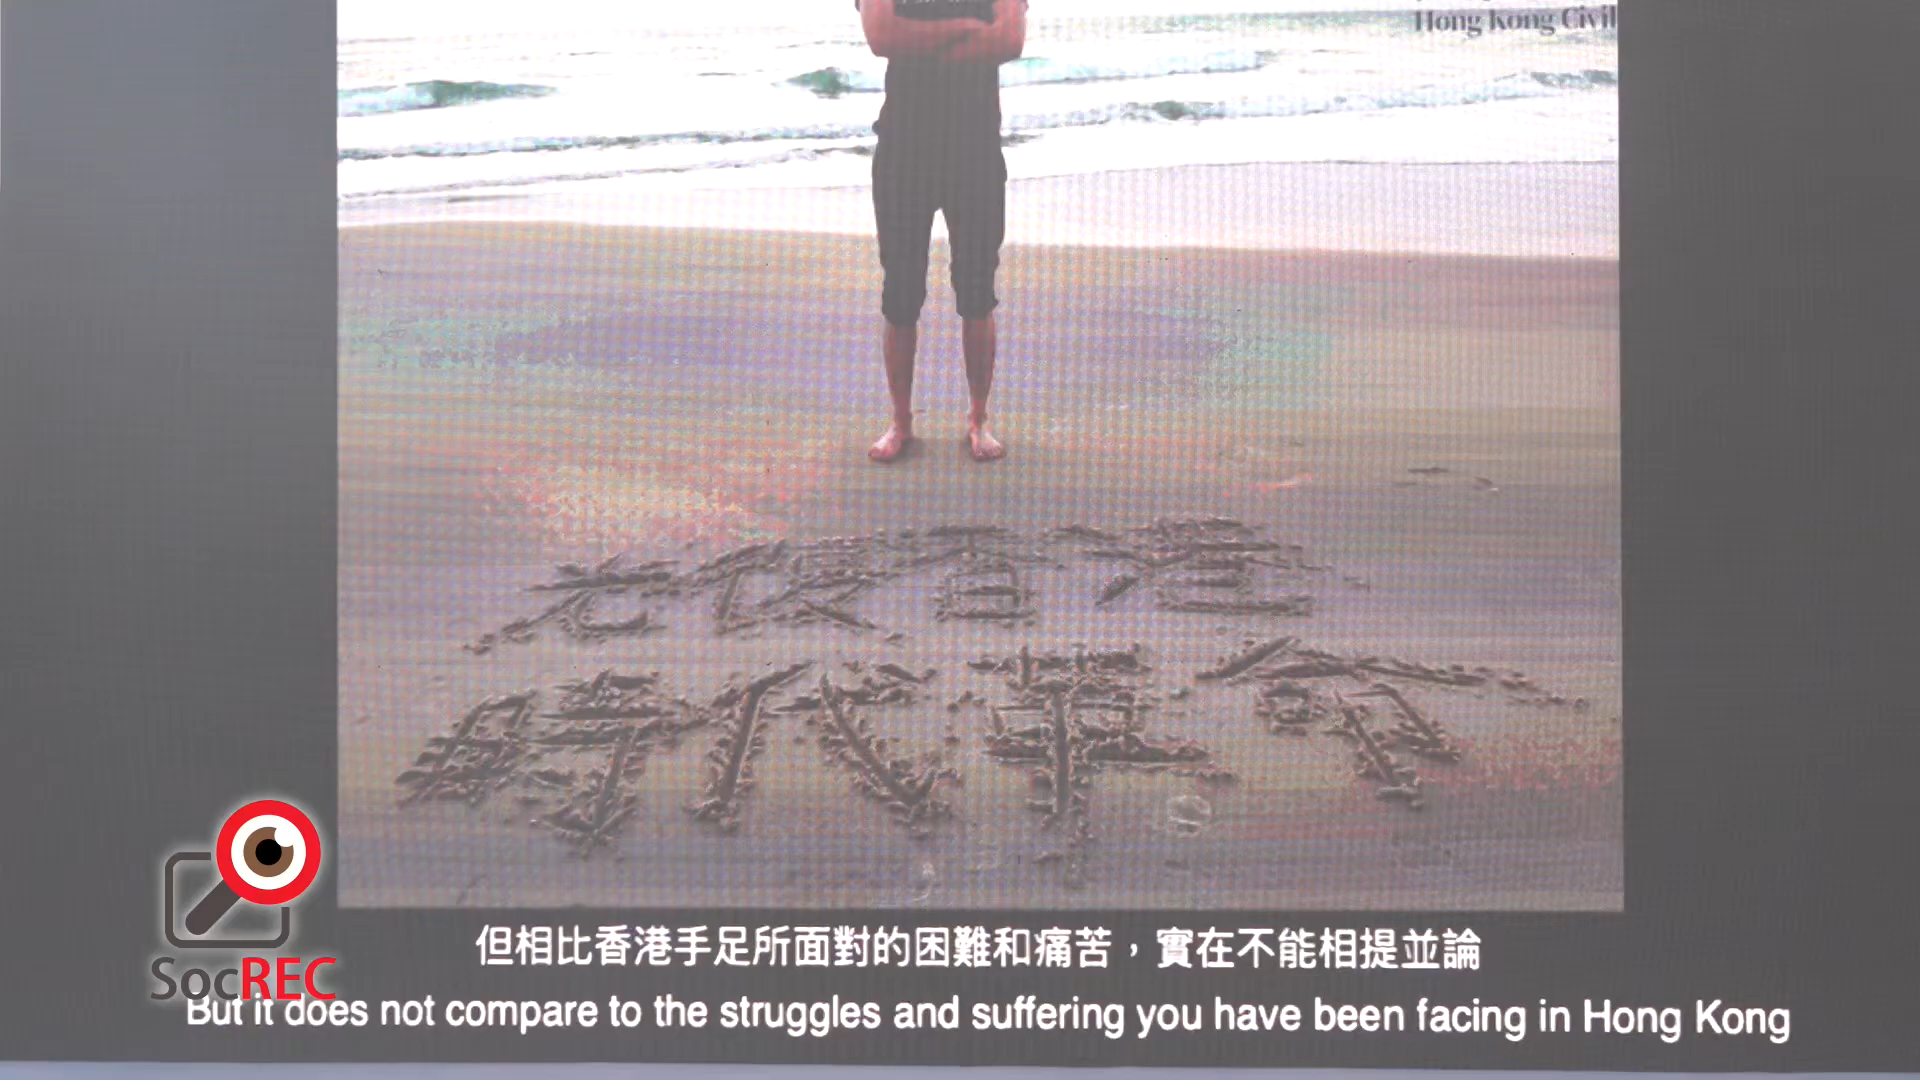 Hong Kong Civil
光復香港
時代革命
但相比香港手足所面對的困難和痛苦，實在不能相提並論
SocREC
But it does not compare to the struggles and suffering you have been facing in Hong Kong